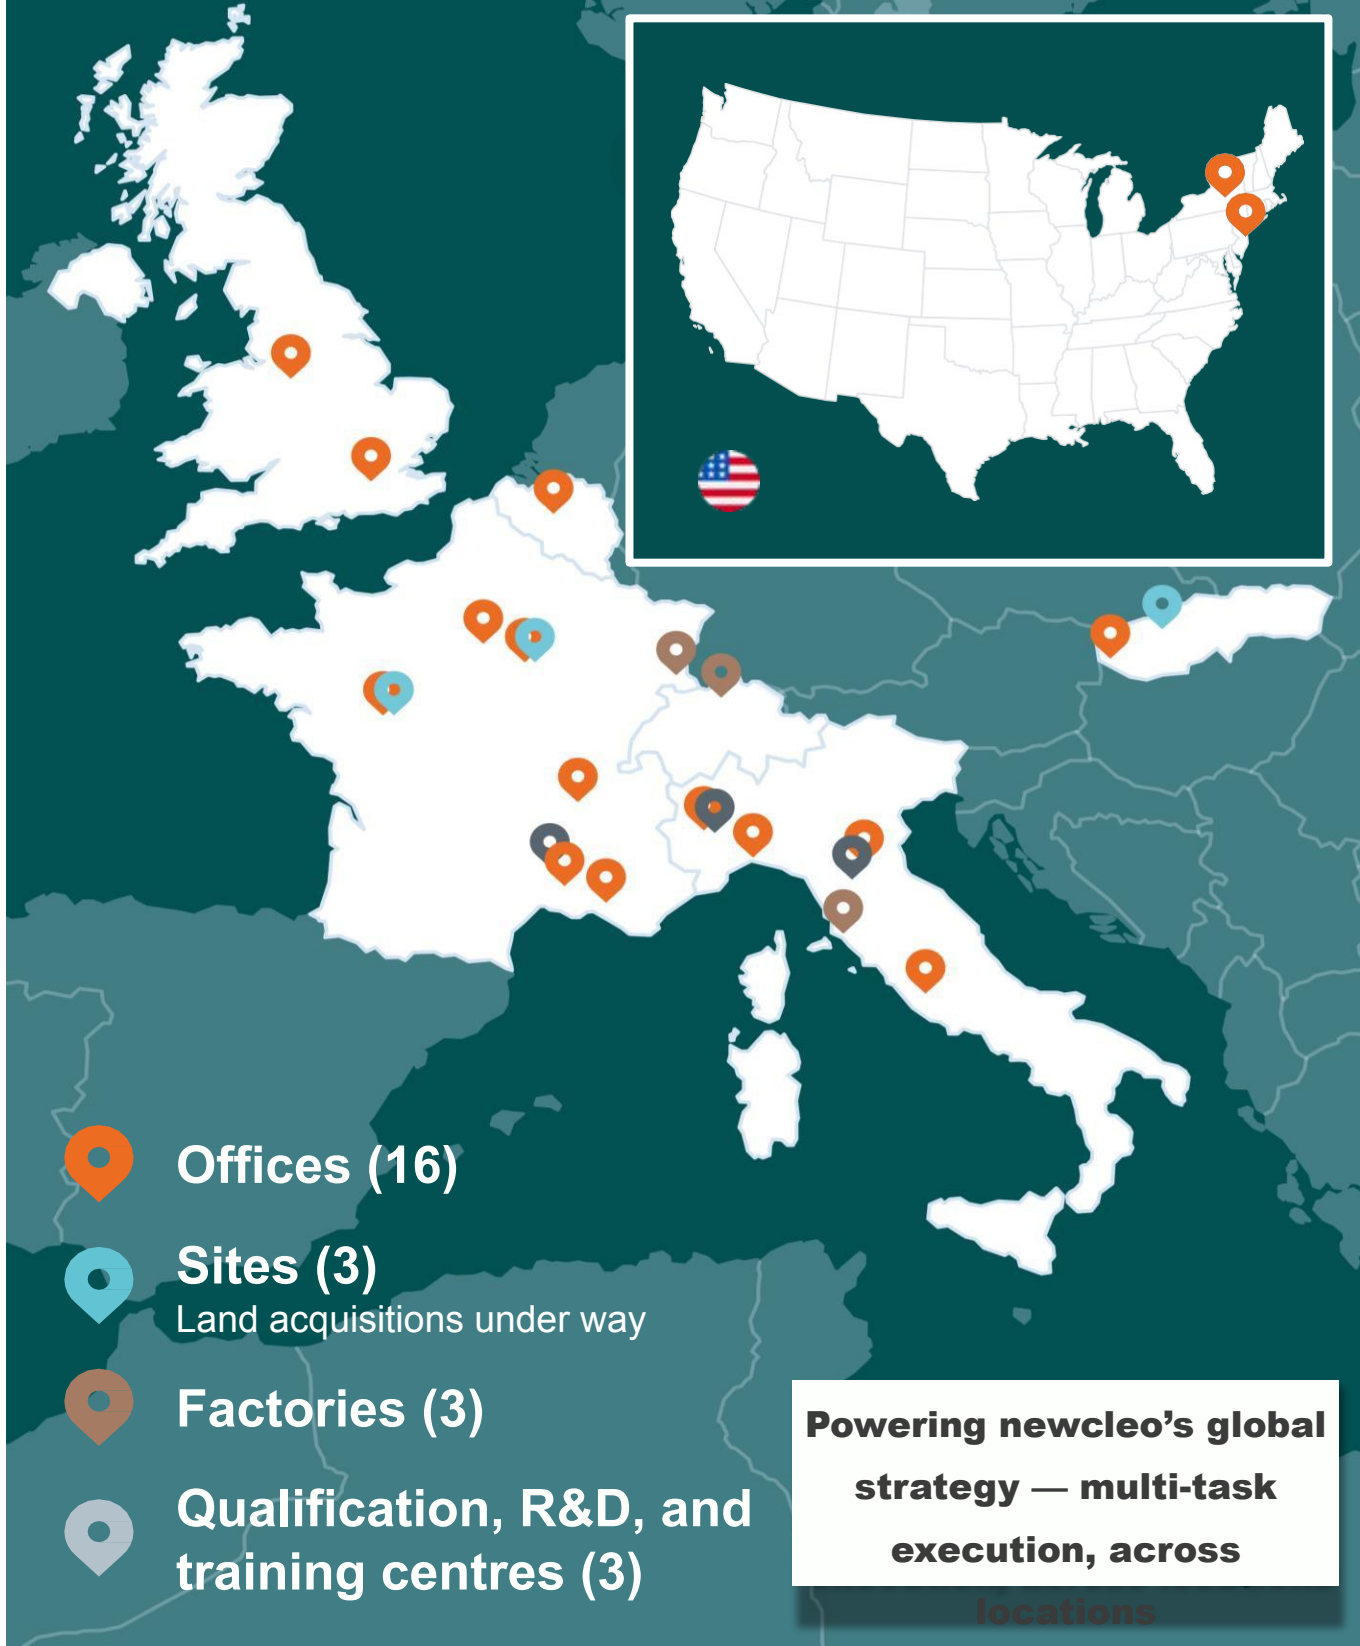 Offices (16)
Sites (3)
Land acquisitions under way
Factories (3)
Qualification, R&D, and
training centres (3)
Powering newcleo’s global
strategy — multi-task
execution, across
locations